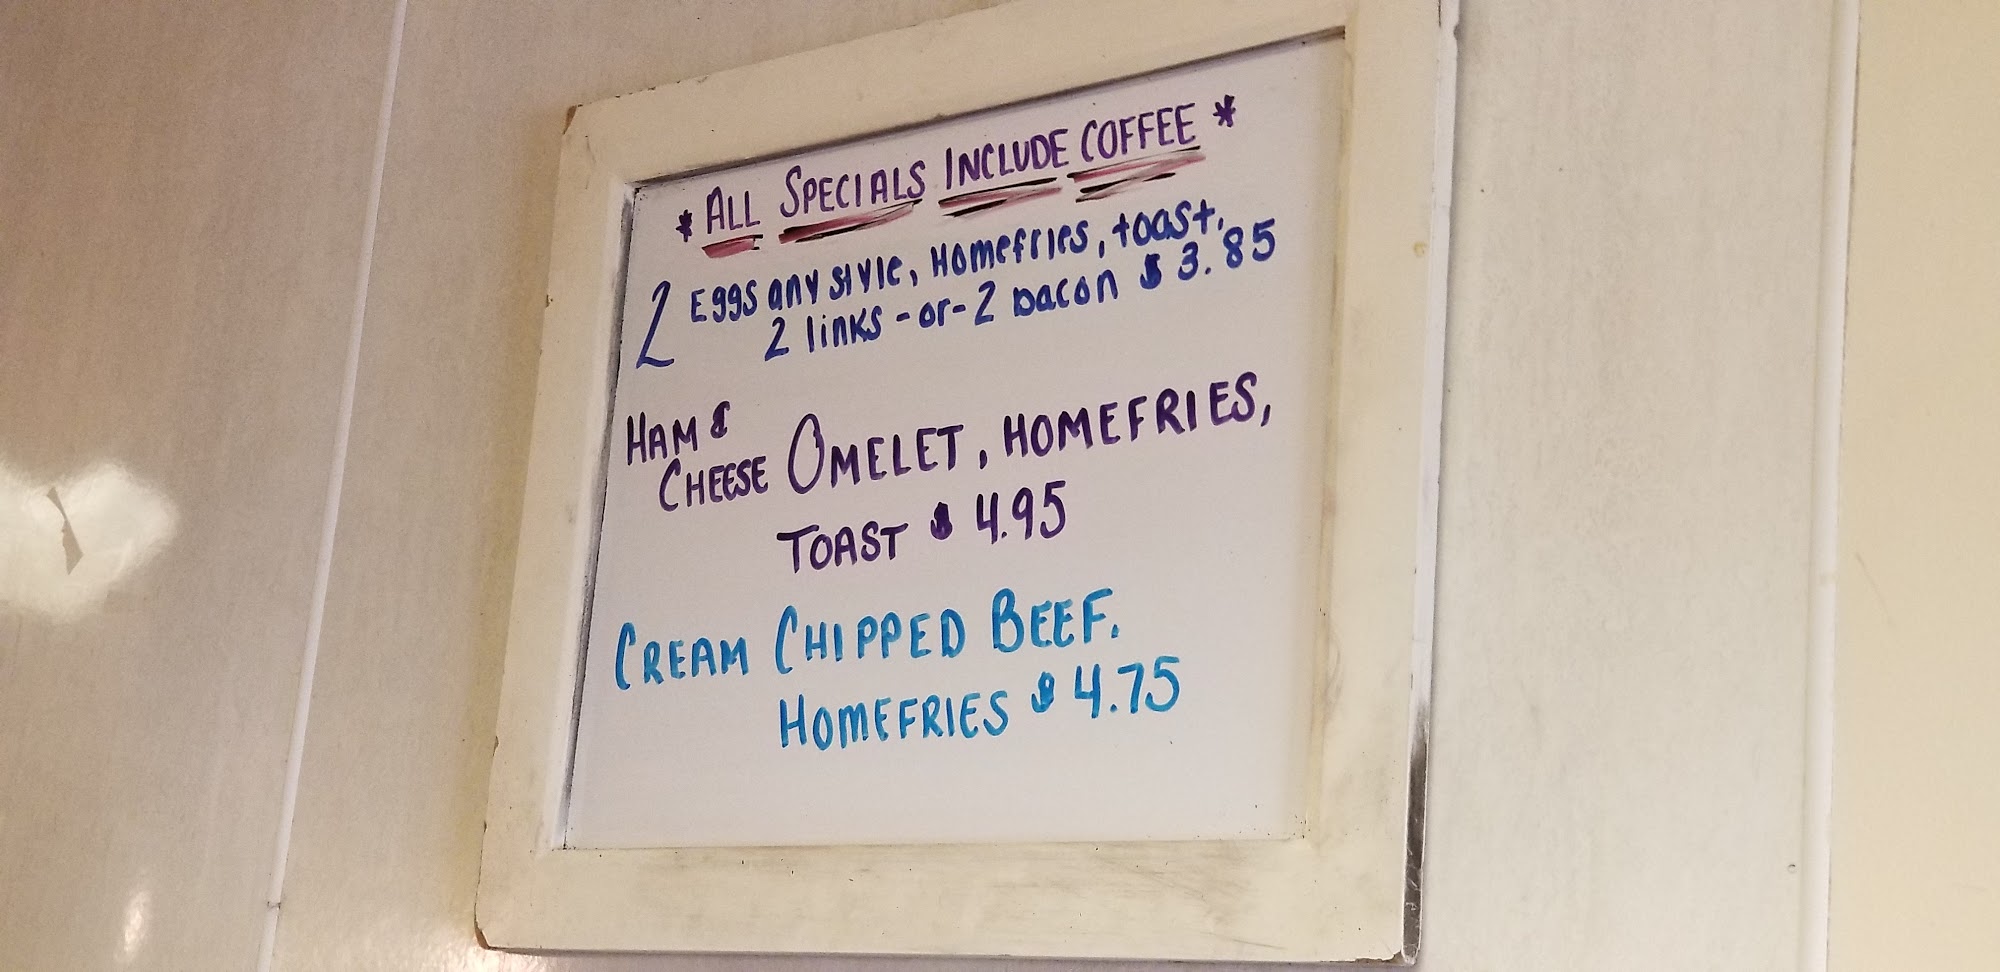 * ALL SPECIALS INCLUDE COFFEE *
2 Eggs any style, Homefries, toast,
2 links - or - 2 bacon $ 3.85
HAM &
CHEESE OMELET, HOMEFRIES,
TOAST $ 4.95
CREAM CHIPPED BEEF.
HOMEFRIES $ 4.75